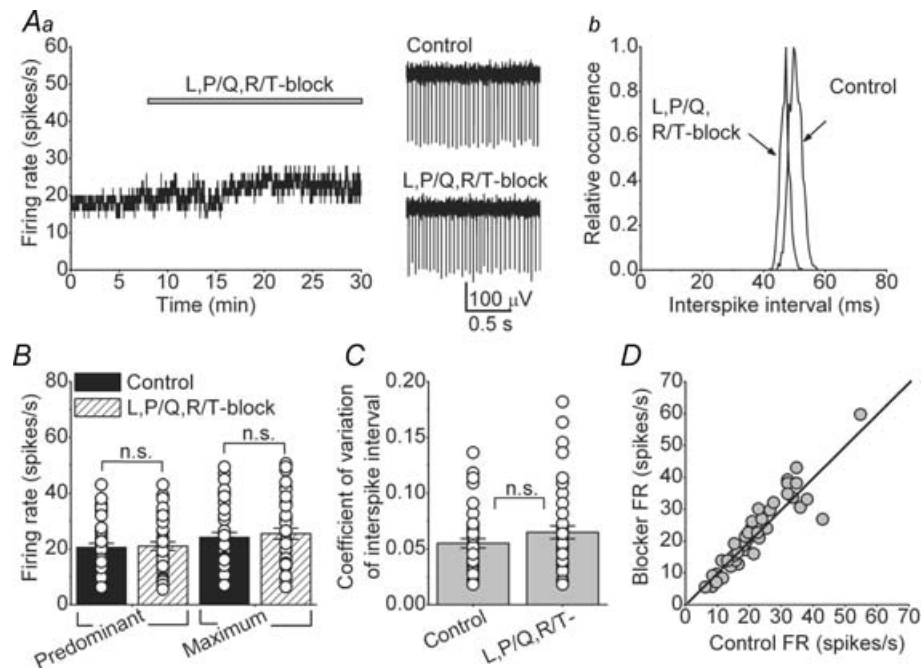 Aa
60
50
40
30
20
10
0
Firing rate (spikes/s)
L,P/Q,R/T-block
0 5 10 15 20 25 30
Time (min)
Control
L,P/Q,R/T-block
100 μV
0.5 s
b
1.0
0.8
0.6
0.4
0.2
0.0
Relative occurrence
L,P/Q,
R/T-block
Control
0 20 40 60 80
Interspike interval (ms)
B
80
60
40
20
0
Firing rate (spikes/s)
Control
L,P/Q,R/T-block
n.s.
n.s.
Predominant
Maximum
C
0.20
0.15
0.10
0.05
0.00
Coefficient of variation
of interspike interval
n.s.
Control
L,P/Q,R/T-
D
70
60
50
40
30
20
10
0
Blocker FR (spikes/s)
0 10 20 30 40 50 60 70
Control FR (spikes/s)